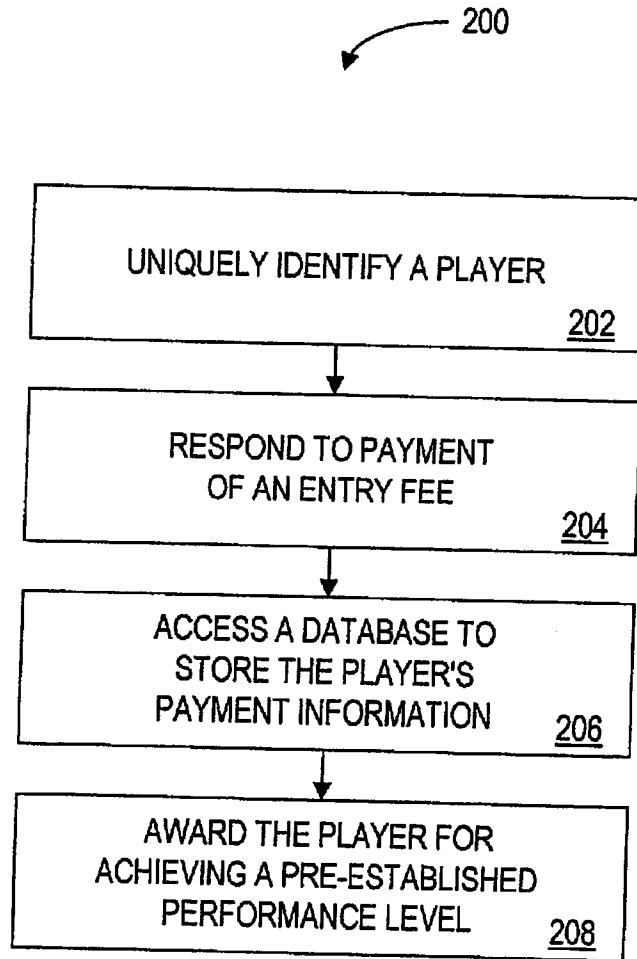 200
UNIQUELY IDENTIFY A PLAYER
202
RESPOND TO PAYMENT
OF AN ENTRY FEE
204
ACCESS A DATABASE TO
STORE THE PLAYER'S
PAYMENT INFORMATION
206
AWARD THE PLAYER FOR
ACHIEVING A PRE-ESTABLISHED
PERFORMANCE LEVEL
208